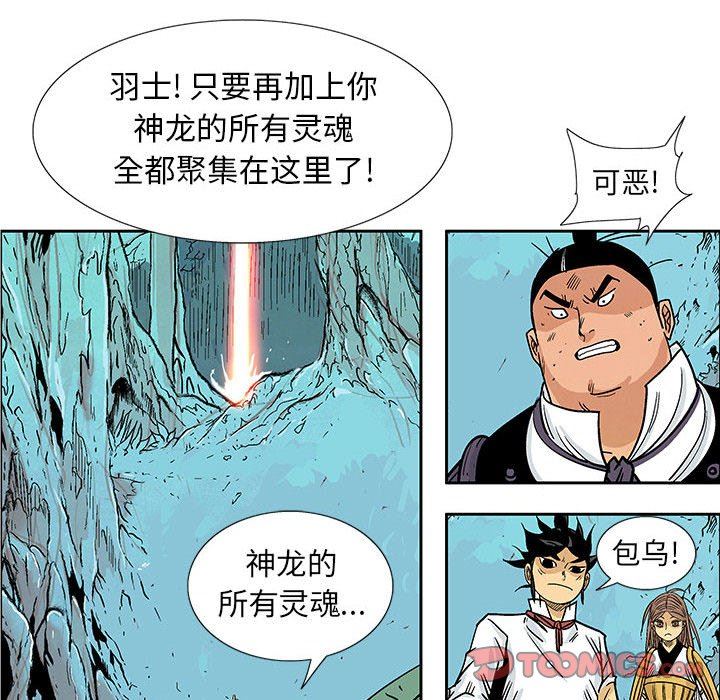 羽士! 只要再加上你
神龙的所有灵魂
全都聚集在这里了!
可恶!
神龙的
所有灵魂...
包乌!
TOOMICS.com